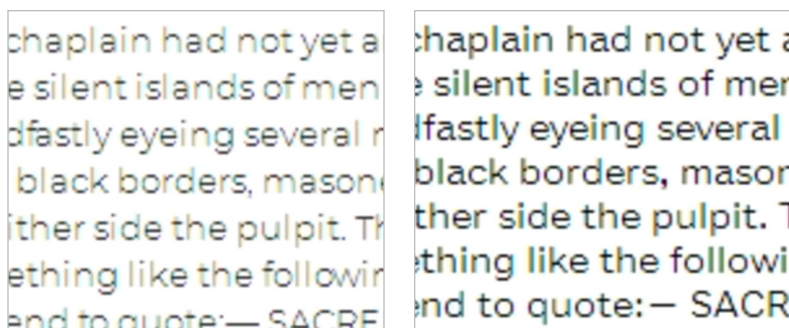 chaplain had not yet a
e silent islands of men
dfastly eyeing several r
black borders, masone
ither side the pulpit. Th
ething like the followin
end to quote:— SACRE
chaplain had not yet a
e silent islands of mer
dfastly eyeing several
black borders, mason
ther side the pulpit. T
ething like the followi
end to quote:— SACR